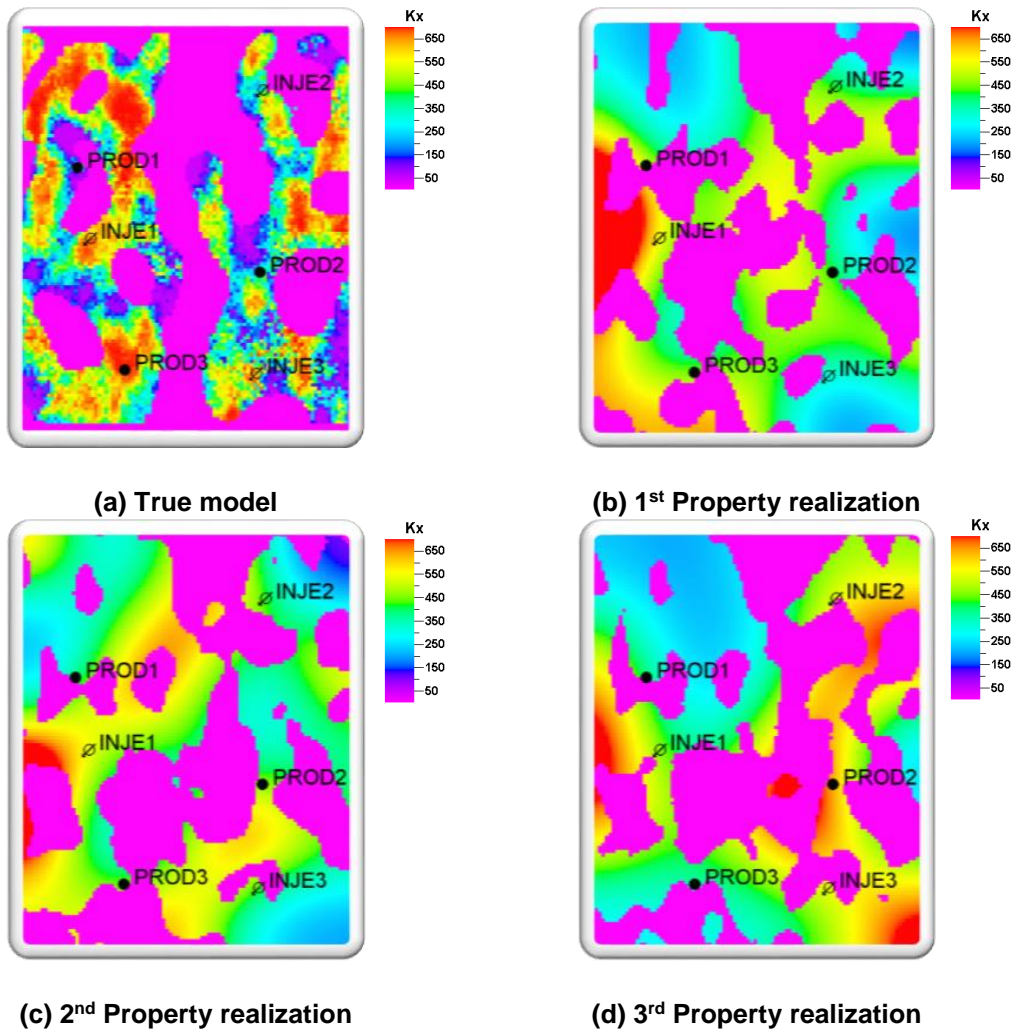 Kx
650
550
450
350
250
150
50
INJE2
PROD1
INJE1
PROD2
PROD3
INJE3
(a) True model
Kx
650
550
450
350
250
150
50
INJE2
PROD1
INJE1
PROD2
PROD3
INJE3
(b) 1st Property realization
Kx
650
550
450
350
250
150
50
INJE2
PROD1
INJE1
PROD2
PROD3
INJE3
(c) 2nd Property realization
Kx
650
550
450
350
250
150
50
INJE2
PROD1
INJE1
PROD2
PROD3
INJE3
(d) 3rd Property realization